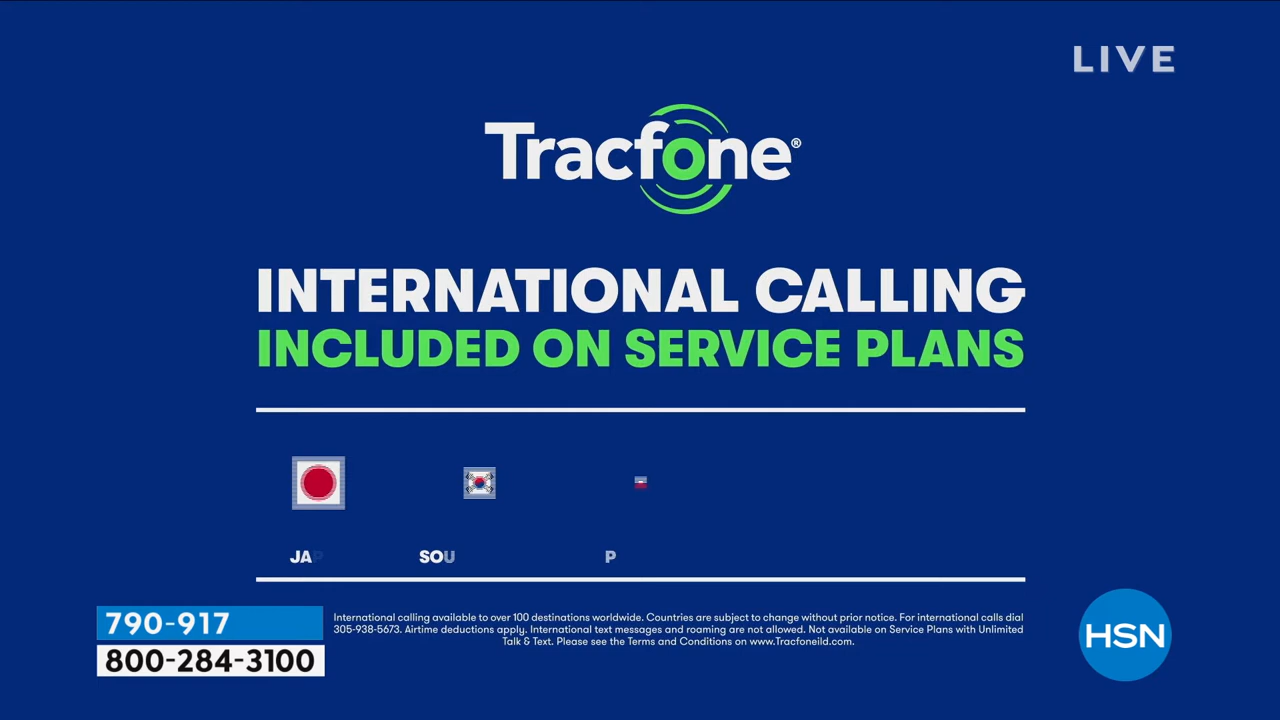 LIVE
Tracfone®
INTERNATIONAL CALLING
INCLUDED ON SERVICE PLANS
JAP
SOU
P
790-917
800-284-3100
International calling available to over 100 destinations worldwide. Countries are subject to change without prior notice. For international calls dial
305-938-5673. Airtime deductions apply. International text messages and roaming are not allowed. Not available on Service Plans with Unlimited
Talk & Text. Please see the Terms and Conditions on www.Tracfoneild.com.
HSN